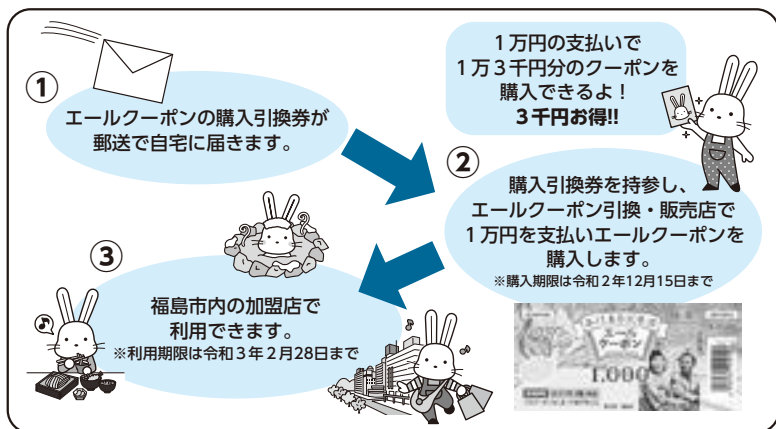 ①
エールクーポンの購入引換券が
郵送で自宅に届きます。
1万円の支払いで
1万3千円分のクーポンを
購入できるよ！
3千円お得!!
②
購入引換券を持参し、
エールクーポン引換・販売店で
1万円を支払いエールクーポンを
購入します。
※購入期限は令和2年12月15日まで
③
福島市内の加盟店で
利用できます。
※利用期限は令和3年2月28日まで
エール
クーポン
1,000